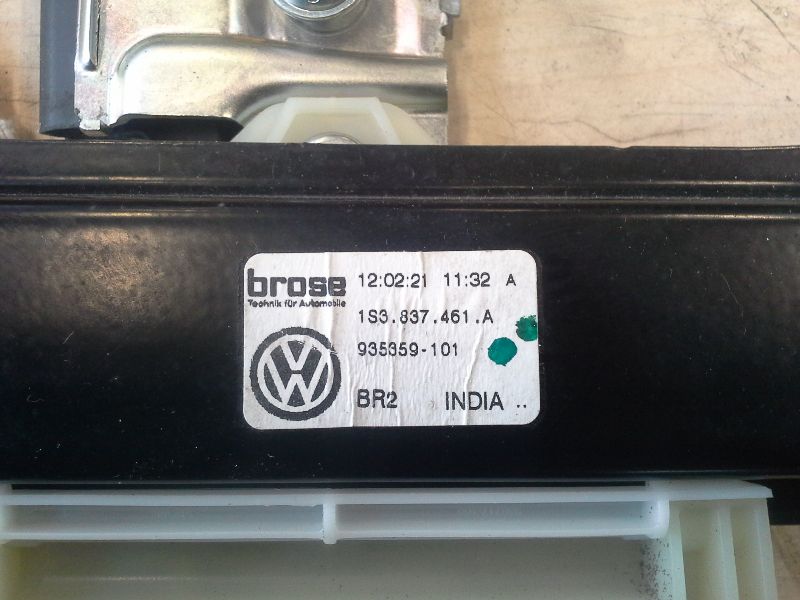 brose 12:02:21 11:32 A
Technik für Automobile
1S3.837.461.A
935359-101
BR2 INDIA ..